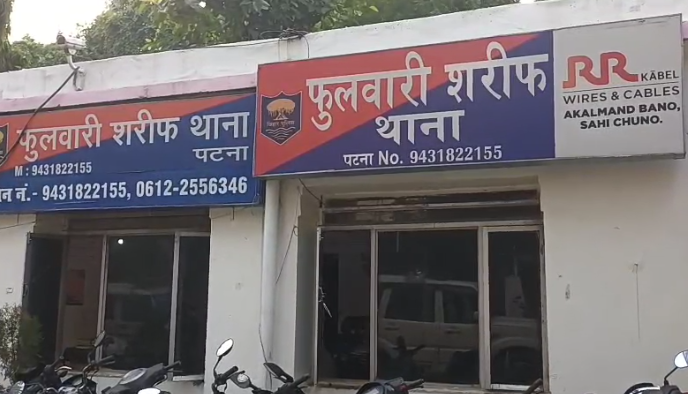 फुलवारी शरीफ थाना
पटना
M : 9431822155
नं.- 9431822155, 0612-2556346
फुलवारी शरीफ
थाना
पटना No. 9431822155
RR KABEL
WIRES & CABLES
AKALMAND BANO,
SAHI CHUNO.